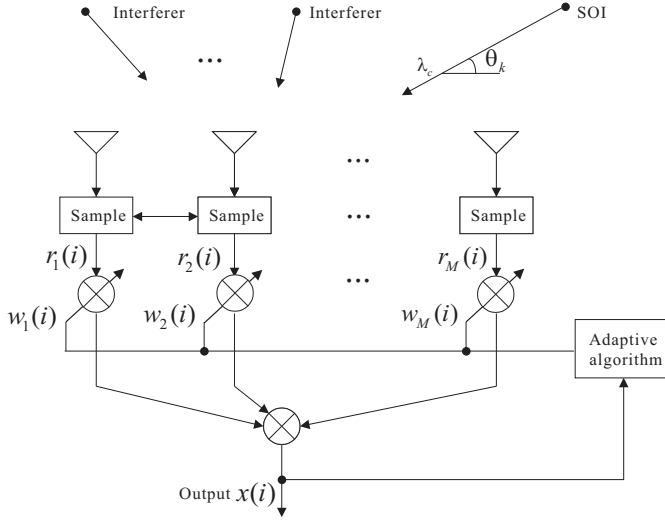 Interferer Interferer SOI
...
λc θk
...
Sample Sample ... Sample
r1(i) r2(i) rM(i)
...
w1(i) w2(i) wM(i)
Adaptive
algorithm
Output x(i)